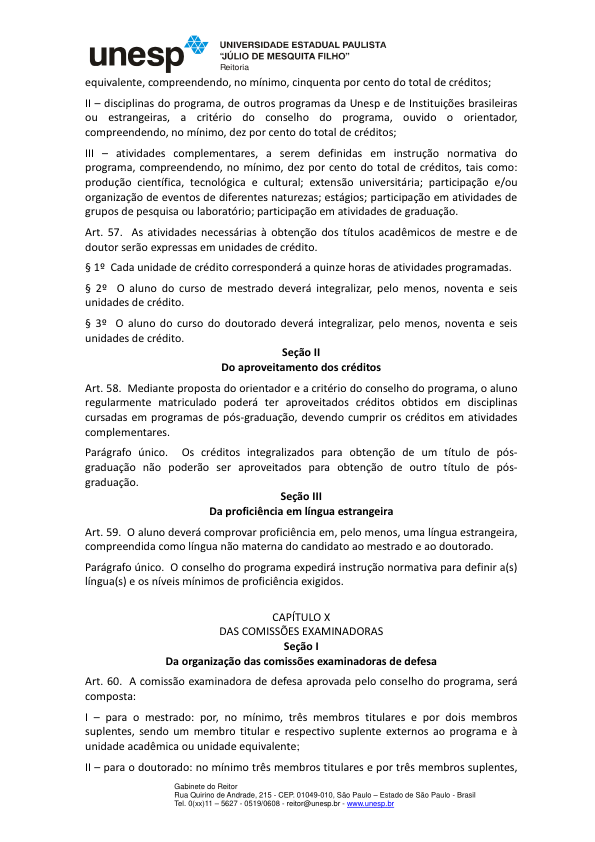 unesp
UNIVERSIDADE ESTADUAL PAULISTA
“JÚLIO DE MESQUITA FILHO”
Reitoria
equivalente, compreendendo, no mínimo, cinquenta por cento do total de créditos;
II – disciplinas do programa, de outros programas da Unesp e de Instituições brasileiras
ou estrangeiras, a critério do conselho do programa, ouvido o orientador,
compreendendo, no mínimo, dez por cento do total de créditos;
III – atividades complementares, a serem definidas em instrução normativa do
programa, compreendendo, no mínimo, dez por cento do total de créditos, tais como:
produção científica, tecnológica e cultural; extensão universitária; participação e/ou
organização de eventos de diferentes naturezas; estágios; participação em atividades de
grupos de pesquisa ou laboratório; participação em atividades de graduação.
Art. 57. As atividades necessárias à obtenção dos títulos acadêmicos de mestre e de
doutor serão expressas em unidades de crédito.
§ 1º Cada unidade de crédito corresponderá a quinze horas de atividades programadas.
§ 2º O aluno do curso de mestrado deverá integralizar, pelo menos, noventa e seis
unidades de crédito.
§ 3º O aluno do curso do doutorado deverá integralizar, pelo menos, noventa e seis
unidades de crédito.
Seção II
Do aproveitamento dos créditos
Art. 58. Mediante proposta do orientador e a critério do conselho do programa, o aluno
regularmente matriculado poderá ter aproveitados créditos obtidos em disciplinas
cursadas em programas de pós-graduação, devendo cumprir os créditos em atividades
complementares.
Parágrafo único. Os créditos integralizados para obtenção de um título de pós-
graduação não poderão ser aproveitados para obtenção de outro título de pós-
graduação.
Seção III
Da proficiência em língua estrangeira
Art. 59. O aluno deverá comprovar proficiência em, pelo menos, uma língua estrangeira,
compreendida como língua não materna do candidato ao mestrado e ao doutorado.
Parágrafo único. O conselho do programa expedirá instrução normativa para definir a(s)
língua(s) e os níveis mínimos de proficiência exigidos.
CAPÍTULO X
DAS COMISSÕES EXAMINADORAS
Seção I
Da organização das comissões examinadoras de defesa
Art. 60. A comissão examinadora de defesa aprovada pelo conselho do programa, será
composta:
I – para o mestrado: por, no mínimo, três membros titulares e por dois membros
suplentes, sendo um membro titular e respectivo suplente externos ao programa e à
unidade acadêmica ou unidade equivalente;
II – para o doutorado: no mínimo três membros titulares e por três membros suplentes,
Gabinete do Reitor
Rua Quirino de Andrade, 215 - CEP. 01049-010, São Paulo – Estado de São Paulo - Brasil
Tel. 0(xx)11 – 5627 - 0519/0608 - reitor@unesp.br - www.unesp.br